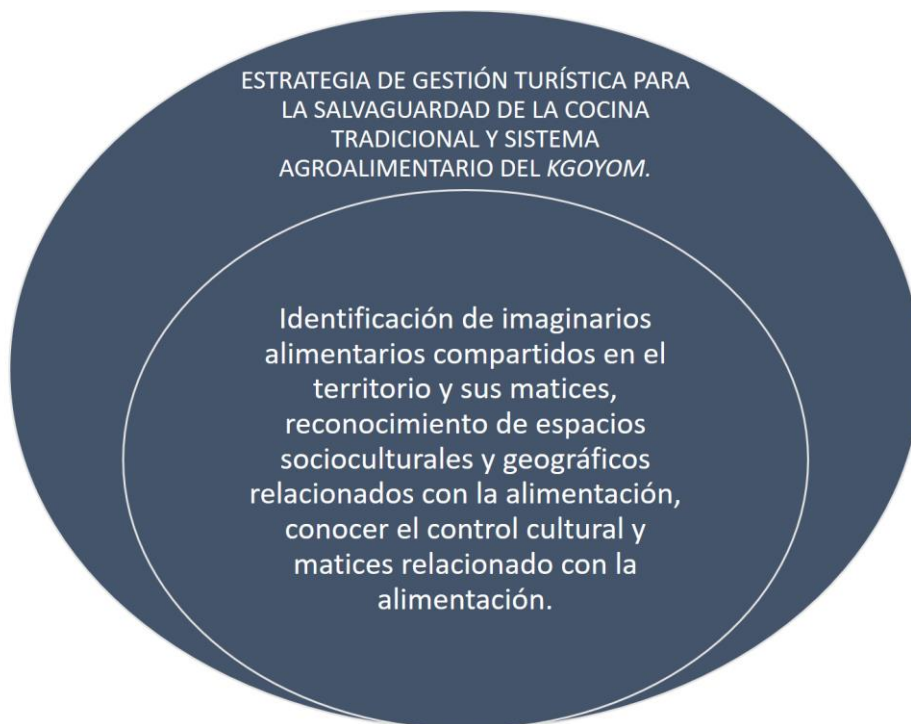 ESTRATEGIA DE GESTIÓN TURÍSTICA PARA
LA SALVAGUARDAD DE LA COCINA
TRADICIONAL Y SISTEMA
AGROALIMENTARIO DEL KGOYOM.
Identificación de imaginarios
alimentarios compartidos en el
territorio y sus matices,
reconocimiento de espacios
socioculturales y geográficos
relacionados con la alimentación,
conocer el control cultural y
matices relacionado con la
alimentación.